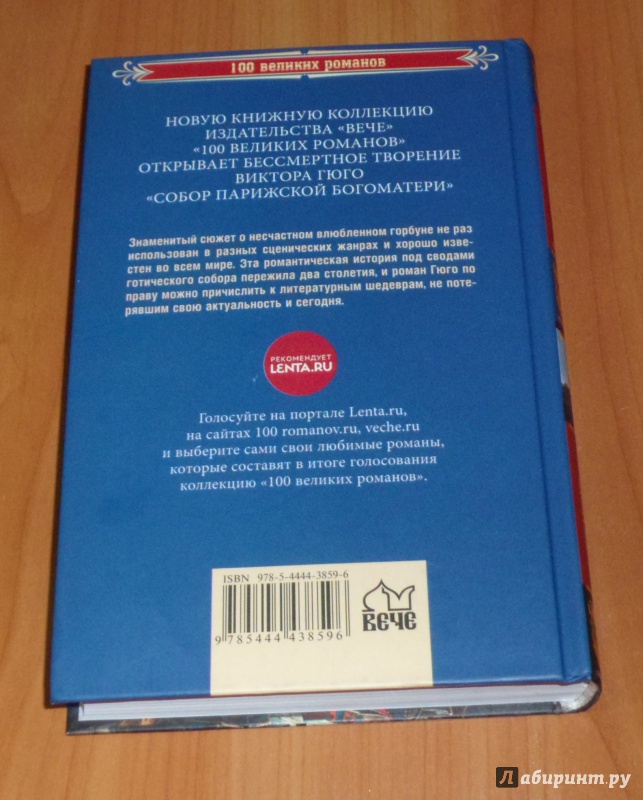 100 великих романов
НОВУЮ КНИЖНУЮ КОЛЛЕКЦИЮ
ИЗДАТЕЛЬСТВА «ВЕЧЕ»
«100 ВЕЛИКИХ РОМАНОВ»
ОТКРЫВАЕТ БЕССМЕРТНОЕ ТВОРЕНИЕ
ВИКТОРА ГЮГО
«СОБОР ПАРИЖСКОЙ БОГОМАТЕРИ»
Знаменитый сюжет о несчастном влюбленном горбуне не раз
использован в разных сценических жанрах и хорошо изве-
стен во всем мире. Эта романтическая история под сводами
готического собора пережила два столетия, и роман Гюго по
праву можно причислить к литературным шедеврам, не поте-
рявшим свою актуальность и сегодня.
РЕКОМЕНДУЕТ
LENTA.RU
Голосуйте на портале Lenta.ru,
на сайтах 100 romanov.ru, veche.ru
и выберите сами свои любимые романы,
которые составят в итоге голосования
коллекцию «100 великих романов».
ISBN 978-5-4444-3859-6
9 785444 438596
ВЕЧЕ
Лабиринт.ру